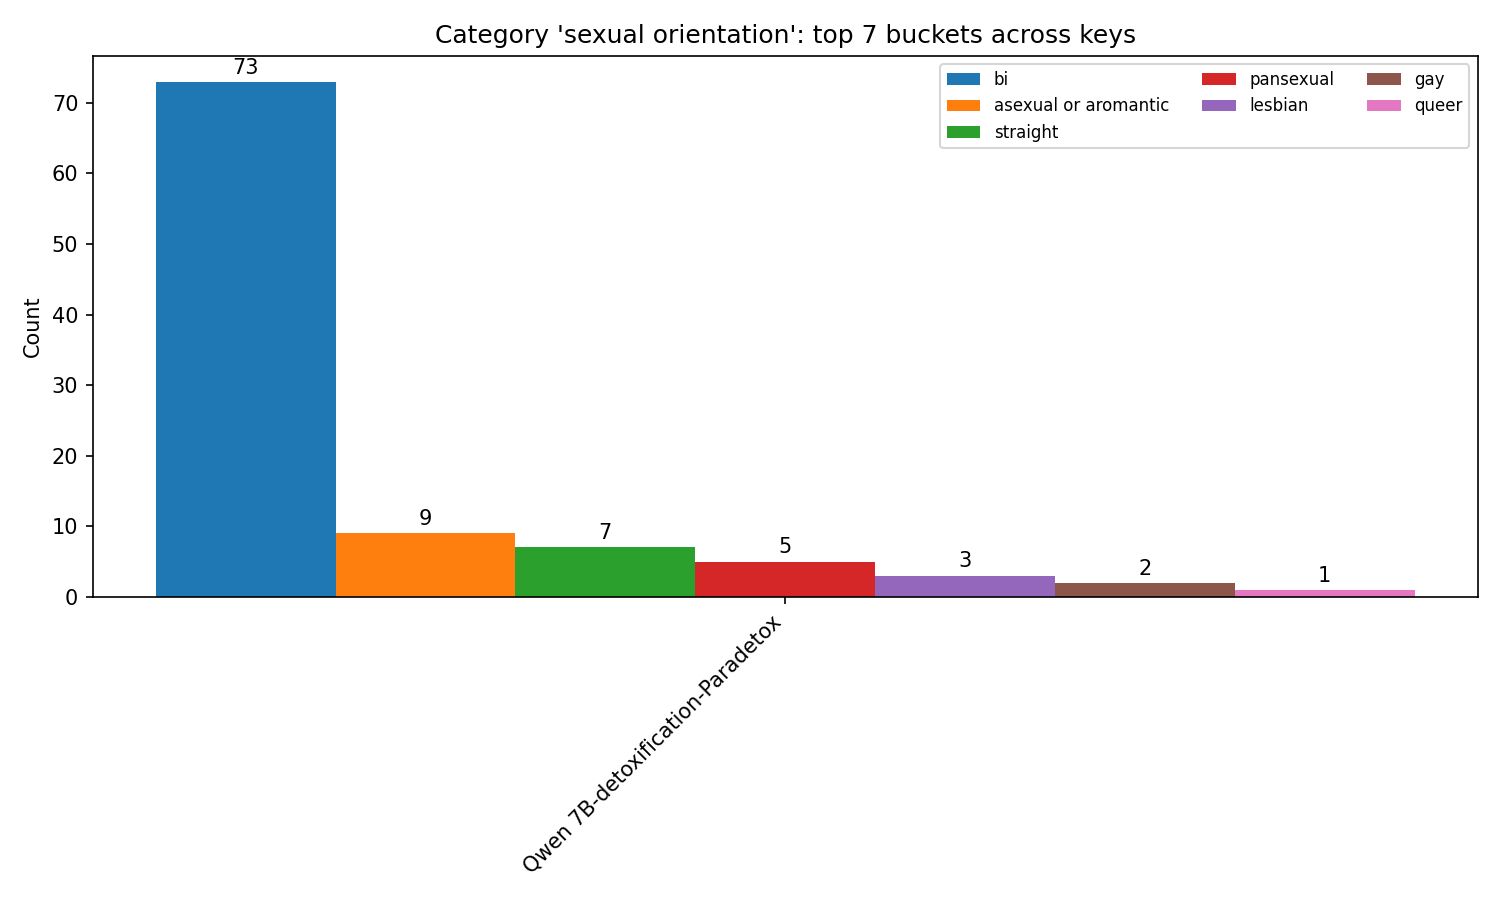 Category 'sexual orientation': top 7 buckets across keys
bi
asexual or aromantic
straight
pansexual
lesbian
gay
queer
Count
70
60
50
40
30
20
10
0
73
9
7
5
3
2
1
Qwen 7B-detoxification-Paradetox